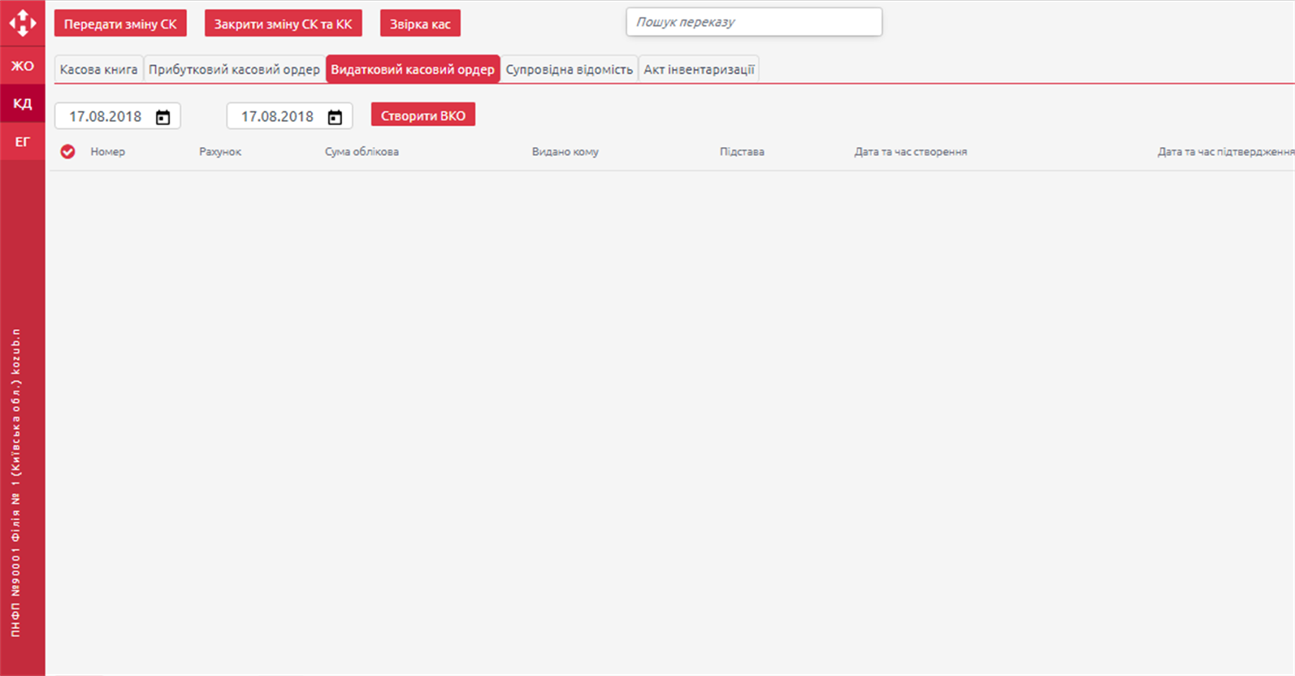 Передати зміну СК Закрити зміну СК та КК Звірка кас Пошук переказу
ЖО
КД
ЕГ
Касова книга Прибутковий касовий ордер Видатковий касовий ордер Супровідна відомість Акт інвентаризації
17.08.2018 17.08.2018 Створити ВКО
Номер Рахунок Сума облікова Видано кому Підстава Дата та час створення Дата та час підтвердження
ПНФП №90001 Філія № 1 (Київська обл.) kozub.n